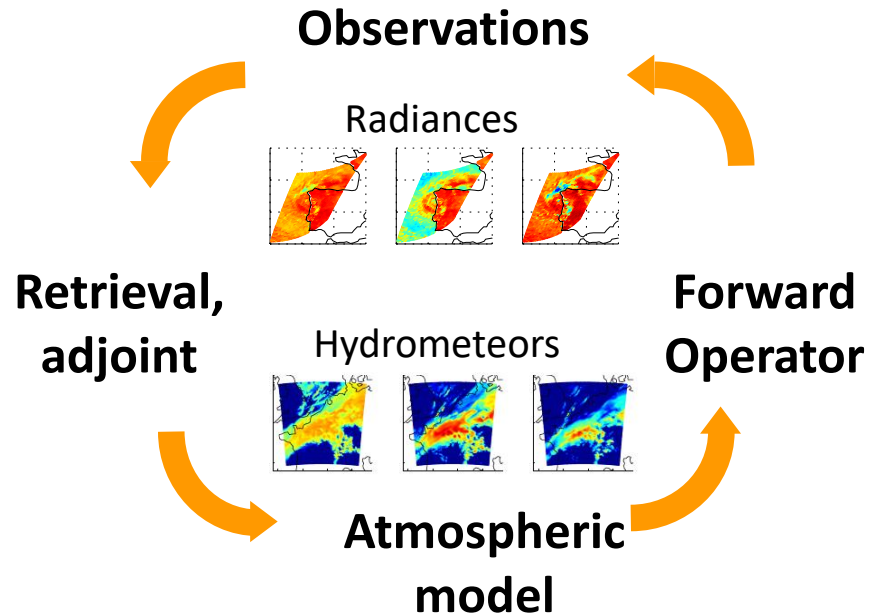 Observations
Radiances
Retrieval,
adjoint
Forward
Operator
Hydrometeors
Atmospheric
model